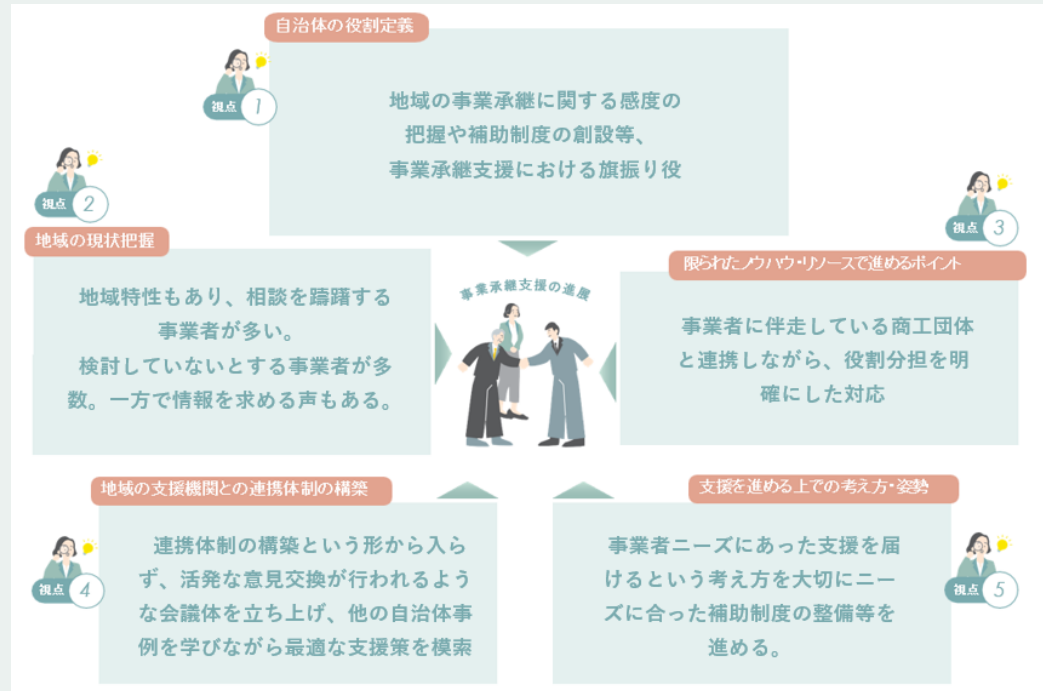 自治体の役割定義
視点 1
地域の事業承継に関する感度の
把握や補助制度の創設等、
事業承継支援における旗振り役
視点 2
地域の現状把握
地域特性もあり、相談を躊躇する
事業者が多い。
検討していないとする事業者が多
数。一方で情報を求める声もある。
視点 3
限られたノウハウ・リソースで進めるポイント
事業者に伴走している商工団体
と連携しながら、役割分担を明
確にした対応
事業承継支援の進展
地域の支援機関との連携体制の構築
視点 4
連携体制の構築という形から入ら
ず、活発な意見交換が行われるよう
な会議体を立ち上げ、他の自治体事
例を学びながら最適な支援策を模索
支援を進める上での考え方・姿勢
視点 5
事業者ニーズにあった支援を届
けるという考え方を大切にニー
ズに合った補助制度の整備等を
進める。